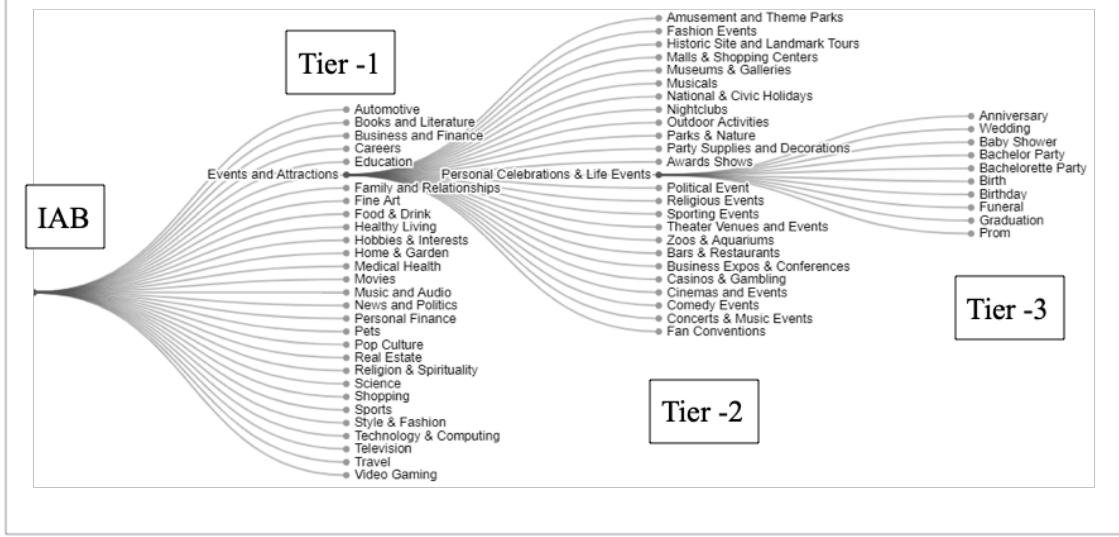 IAB
Tier -1
Automotive
Books and Literature
Business and Finance
Careers
Education
Events and Attractions
Family and Relationships
Fine Art
Food & Drink
Healthy Living
Hobbies & Interests
Home & Garden
Medical Health
Movies
Music and Audio
News and Politics
Personal Finance
Pets
Pop Culture
Real Estate
Religion & Spirituality
Science
Shopping
Sports
Style & Fashion
Technology & Computing
Television
Travel
Video Gaming
Amusement and Theme Parks
Fashion Events
Historic Site and Landmark Tours
Malls & Shopping Centers
Museums & Galleries
Musicals
National & Civic Holidays
Nightclubs
Outdoor Activities
Parks & Nature
Party Supplies and Decorations
Awards Shows
Personal Celebrations & Life Events
Political Event
Religious Events
Sporting Events
Theater Venues and Events
Zoos & Aquariums
Bars & Restaurants
Business Expos & Conferences
Casinos & Gambling
Cinemas and Events
Comedy Events
Concerts & Music Events
Fan Conventions
Tier -2
Anniversary
Wedding
Baby Shower
Bachelor Party
Bachelorette Party
Birth
Birthday
Funeral
Graduation
Prom
Tier -3